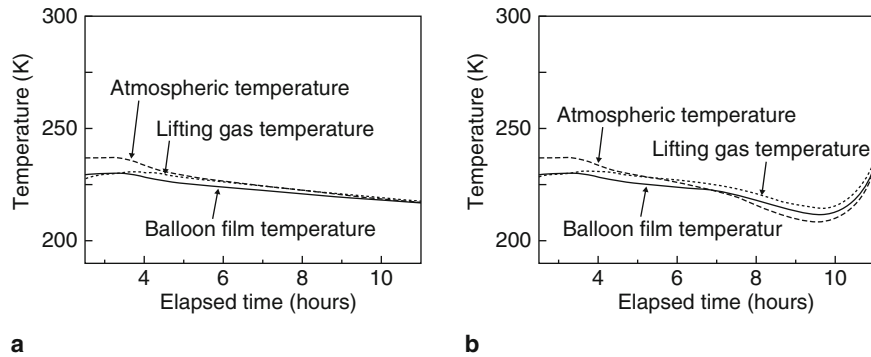 300
250
200
Temperature (K)
Atmospheric temperature
Lifting gas temperature
Balloon film temperature
4
6
8
10
Elapsed time (hours)
a
300
250
200
Temperature (K)
Atmospheric temperature
Lifting gas temperature
Balloon film temperatur
4
6
8
10
Elapsed time (hours)
b